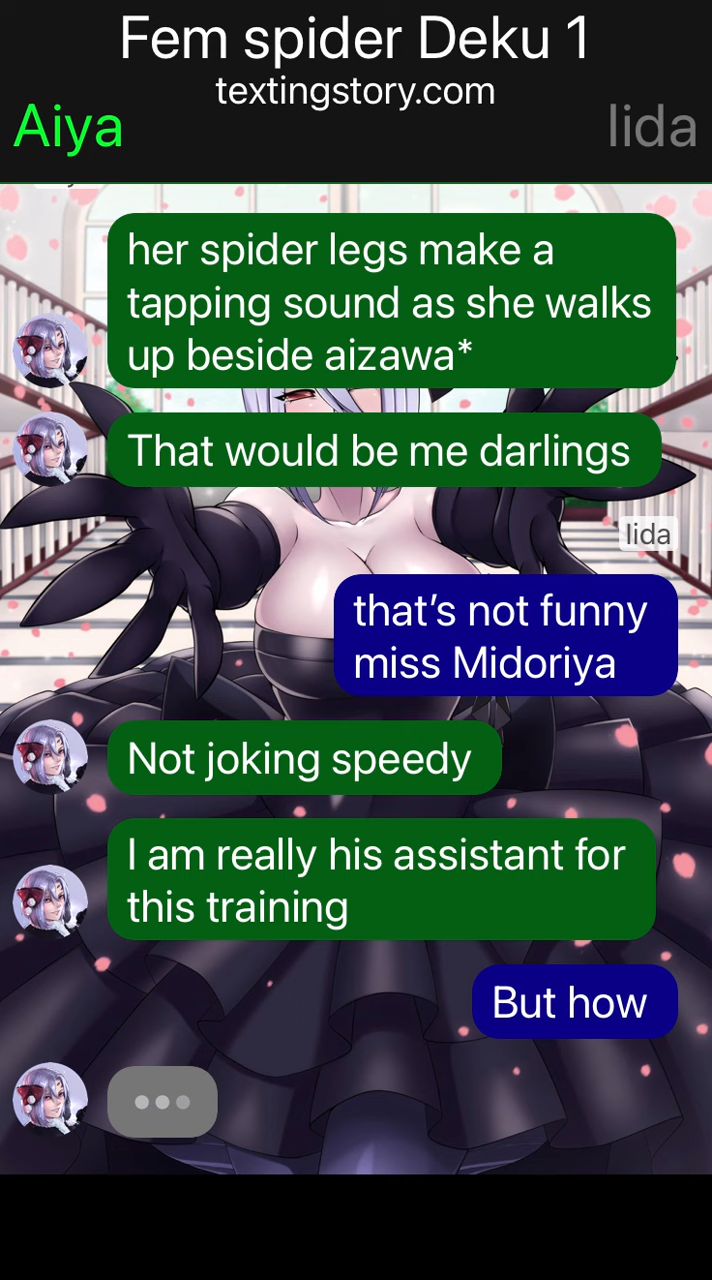 Fem spider Deku 1
textingstory.com
Aiya
Iida
her spider legs make a
tapping sound as she walks
up beside aizawa*
That would be me darlings
Iida
that’s not funny
miss Midoriya
Not joking speedy
I am really his assistant for
this training
But how